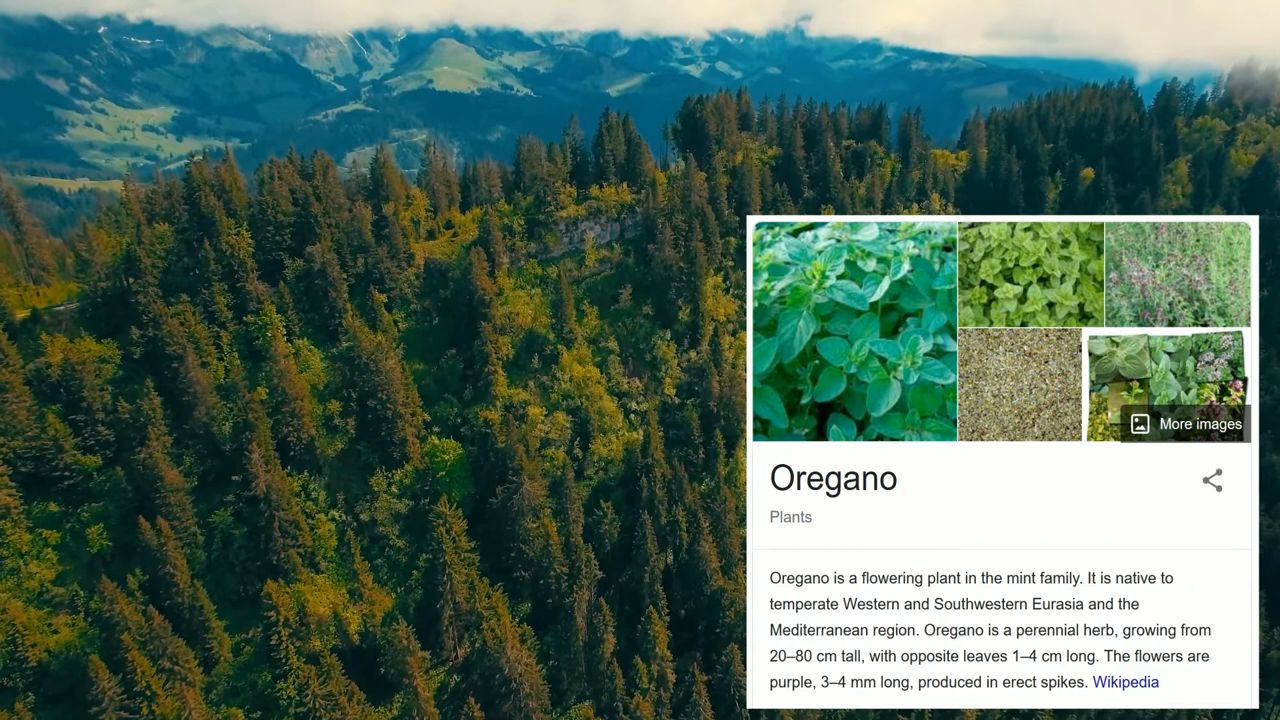 More images
Oregano
Plants
Oregano is a flowering plant in the mint family. It is native to
temperate Western and Southwestern Eurasia and the
Mediterranean region. Oregano is a perennial herb, growing from
20–80 cm tall, with opposite leaves 1–4 cm long. The flowers are
purple, 3–4 mm long, produced in erect spikes. Wikipedia